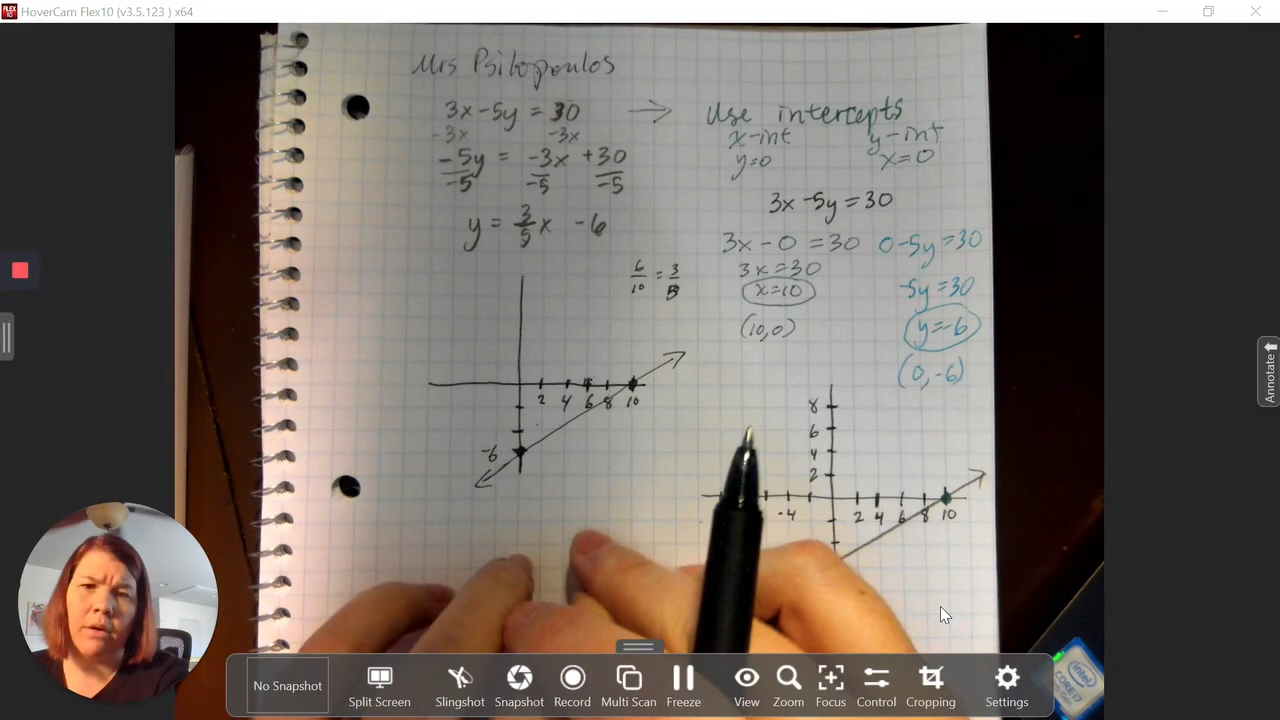 HoverCam Flex10 (v3.5.123 ) x64
Mrs Psilopoulos
3x - 5y = 30 →
-3x -3x
-5y = -3x + 30
-5 -5 -5
y = 3/5 x - 6
6/10 = 3/5
2 4 6 8 10
-6
Use intercepts
x-int y-int
y=0 x=0
3x - 5y = 30
3x - 0 = 30 0 - 5y = 30
3x = 30 -5y = 30
x = 10 y = -6
(10,0) (0,-6)
8
6
4
2
-4 2 4 6 8 10
Annotate
No Snapshot
Split Screen
Slingshot
Snapshot
Record
Multi Scan
Freeze
View
Zoom
Focus
Control
Cropping
Settings
intel
CORE i7